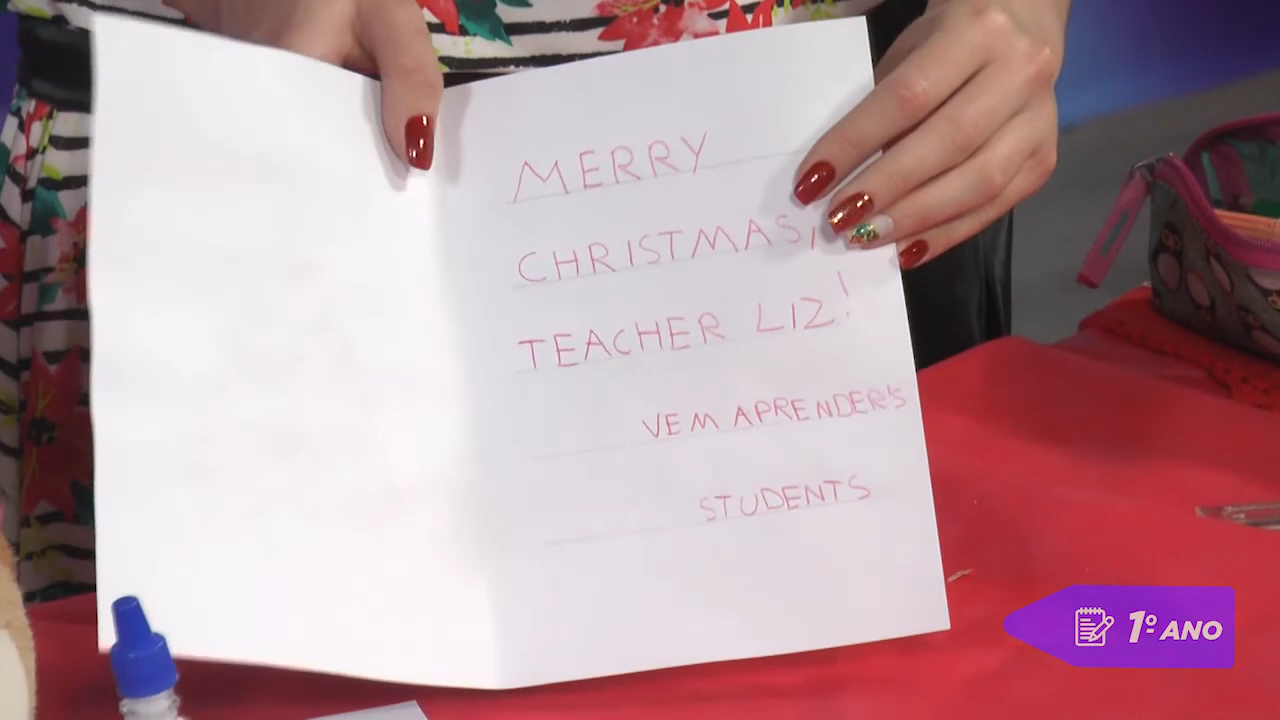 MERRY
CHRISTMAS,
TEACHER LIZ!
VEM APRENDER'S
STUDENTS
1º ANO